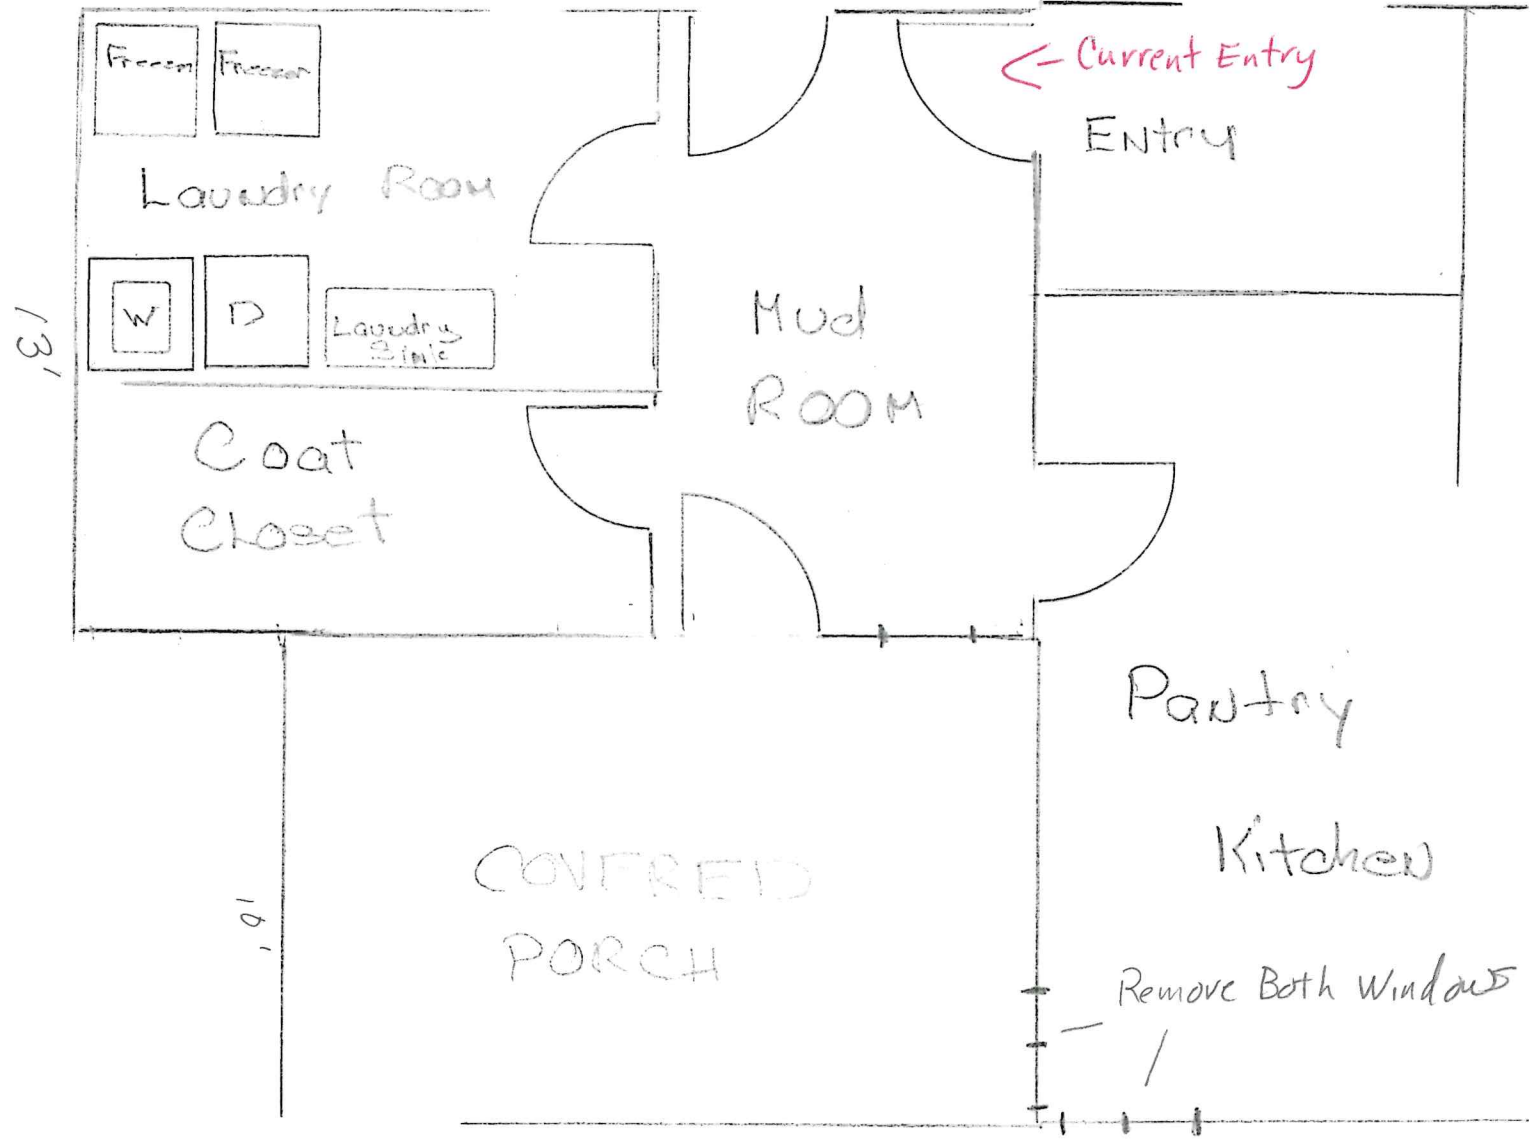 Freezer
Freezer
<- Current Entry
Entry
Laundry Room
W
D
Laundry
Sink
Mud
Room
13'
Coat
Closet
Pantry
Kitchen
COVERED
PORCH
10'
Remove Both Windows